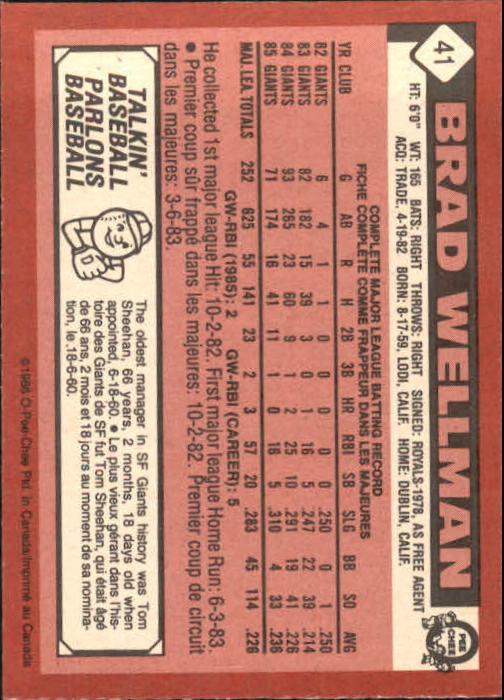 41
BRAD WELLMAN
O PEE CHEE
HT: 6'0" WT: 165 BATS: RIGHT THROWS: RIGHT SIGNED: ROYALS-1978, AS FREE AGENT
ACQ: TRADE, 4-19-82 BORN: 8-17-59, LODI, CALIF. HOME: DUBLIN, CALIF.
COMPLETE MAJOR LEAGUE BATTING RECORD
FICHE COMPLÈTE COMME FRAPPEUR DANS LES MAJEURES
YR CLUB G AB R H 2B 3B HR RBI SB SLG BB SO AVG
82 GIANTS 6 4 1 1 0 0 0 0 0 .250 0 1 .250
83 GIANTS 82 182 15 39 3 0 1 16 5 .247 22 39 .214
84 GIANTS 93 265 23 60 9 1 2 25 10 .291 19 41 .226
85 GIANTS 71 174 16 41 11 1 0 16 5 .310 4 33 .236
MAJ. LEA. TOTALS 252 625 55 141 23 2 3 57 20 .283 45 114 .226
GW-RBI (1985): 2 GW-RBI (CAREER): 5
He collected 1st major league Hit: 10-2-82. First major league Home Run: 6-3-83.
● Premier coup sûr frappé dans les majeures: 10-2-82. Premier coup de circuit
dans les majeures: 3-6-83.
TALKIN'
BASEBALL
PARLONS
BASEBALL
The oldest manager in SF Giants history was Tom
Sheehan, 66 years, 2 months, 18 days old when
appointed, 6-18-60. ● Le plus vieux gérant dans l'his-
toire des Giants de SF fut Tom Sheehan, qui était âgé
de 66 ans, 2 mois et 18 jours au moment de sa nomina-
tion, le 18-6-60.
©1986 O-Pee-Chee Ptd. in Canada/Imprimé au Canada